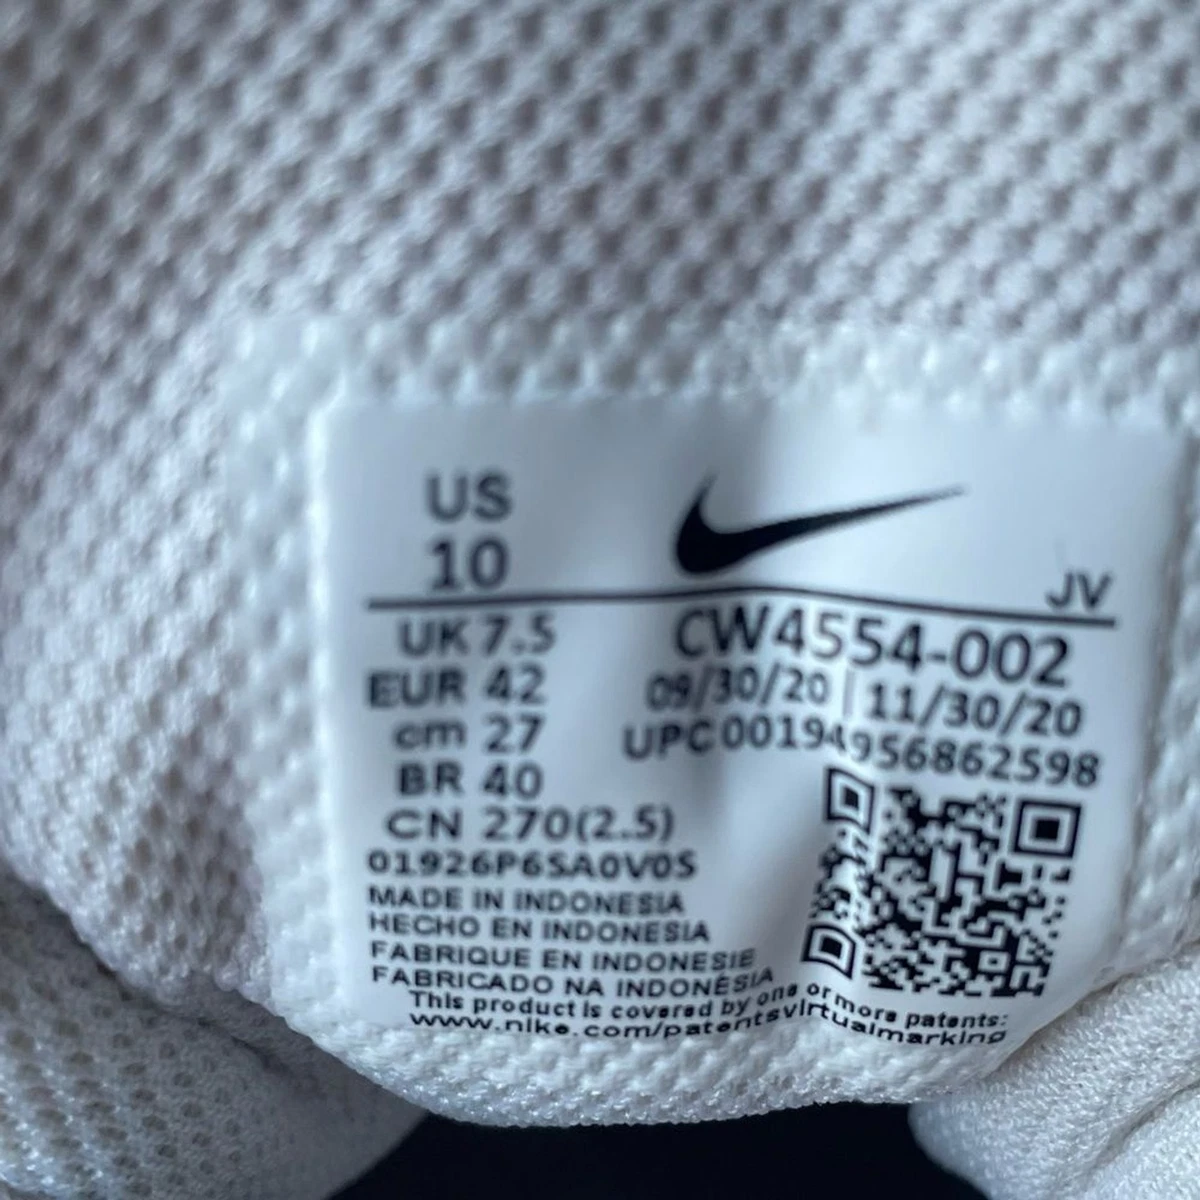 US
10
JV
UK 7.5
EUR 42
cm 27
BR 40
CN 270(2.5)
CW4554-002
09/30/20 | 11/30/20
UPC00194956862598
01926P6SA0V0S
MADE IN INDONESIA
HECHO EN INDONESIA
FABRIQUE EN INDONESIE
FABRICADO NA INDONÉSIA
This product is covered by one or more patents:
www.nike.com/patentsvirtualmarking